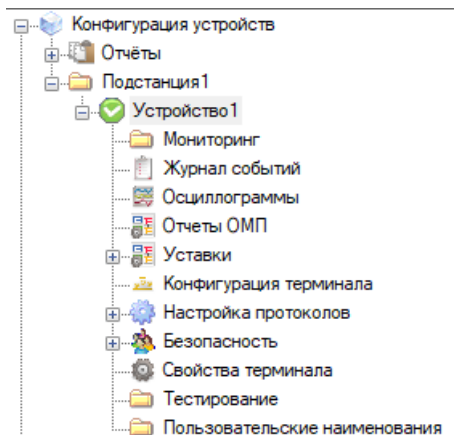 Конфигурация устройств
Отчёты
Подстанция1
Устройство1
Мониторинг
Журнал событий
Осциллограммы
Отчеты ОМП
Уставки
Конфигурация терминала
Настройка протоколов
Безопасность
Свойства терминала
Тестирование
Пользовательские наименования